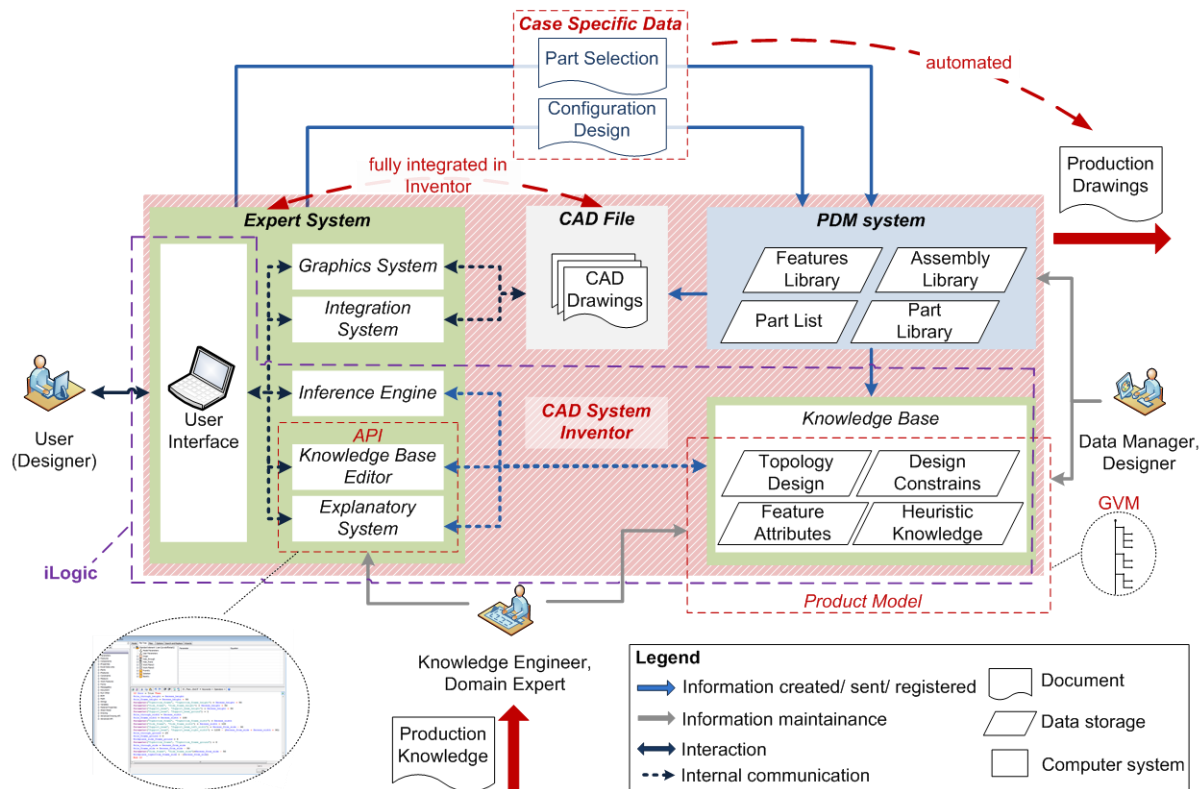 Case Specific Data
Part Selection
automated
Configuration
Design
fully integrated in
Inventor
Production
Drawings
Expert System
CAD File
PDM system
Graphics System
Features
Library
Assembly
Library
CAD
Drawings
Integration
System
Part List
Part
Library
User
Interface
Inference Engine
CAD System
Inventor
Knowledge Base
User
(Designer)
API
Knowledge Base
Editor
Topology
Design
Design
Constrains
Data Manager,
Designer
Explanatory
System
Feature
Attributes
Heuristic
Knowledge
GVM
iLogic
Product Model
Knowledge Engineer,
Domain Expert
Production
Knowledge
Legend
Information created/ sent/ registered
Document
Information maintainance
Data storage
Interaction
Internal communication
Computer system